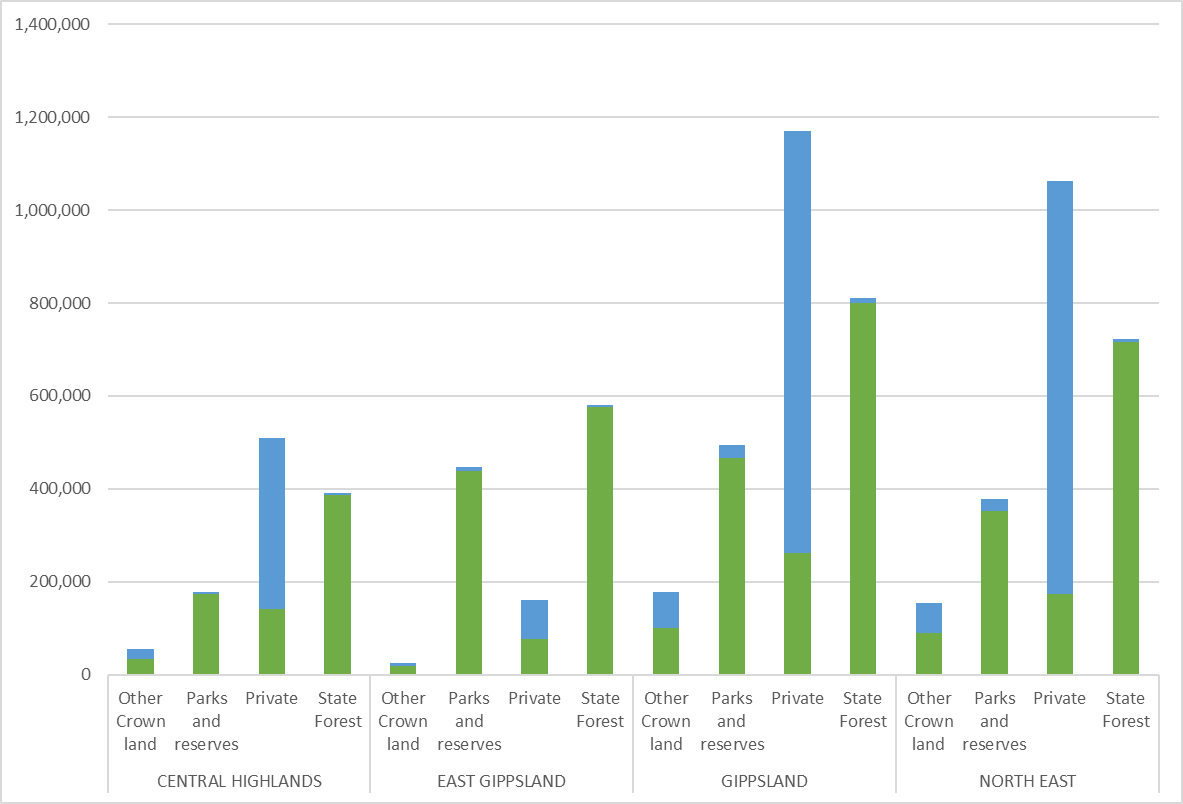 1,400,000
1,200,000
1,000,000
800,000
600,000
400,000
200,000
0
Other Crown land
Parks and reserves
Private
State Forest
Other Crown land
Parks and reserves
Private
State Forest
Other Crown land
Parks and reserves
Private
State Forest
Other Crown land
Parks and reserves
Private
State Forest
CENTRAL HIGHLANDS
EAST GIPPSLAND
GIPPSLAND
NORTH EAST